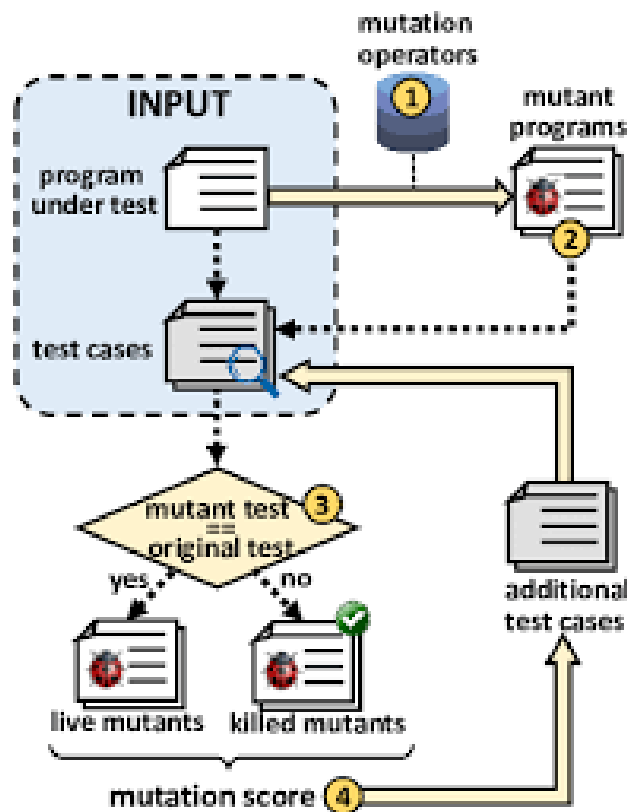 mutation
operators
1
INPUT
mutant
programs
program
under test
2
test cases
mutant test
==
original test
3
yes
no
additional
test cases
live mutants
killed mutants
mutation score
4